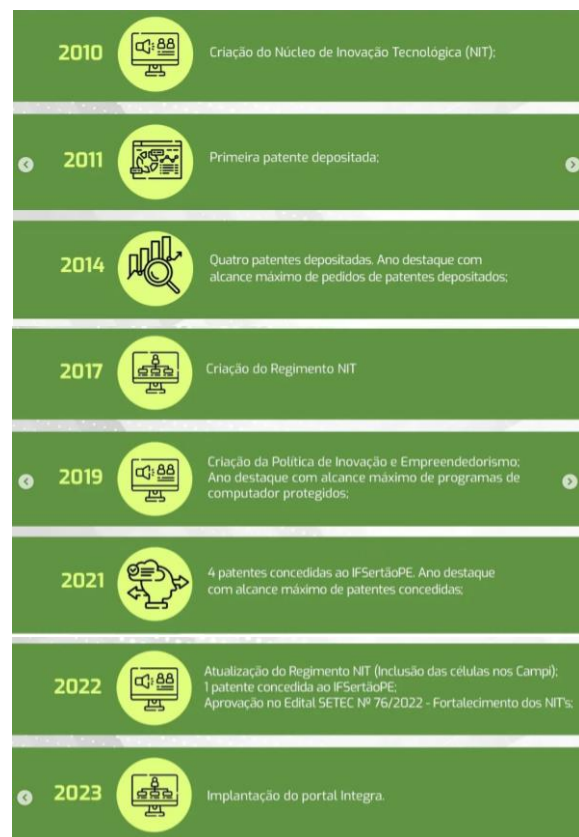 2010
Criação do Núcleo de Inovação Tecnológica (NIT);
2011
Primeira patente depositada;
2014
Quatro patentes depositadas. Ano destaque com
alcance máximo de pedidos de patentes depositados;
2017
Criação do Regimento NIT
2019
Criação da Política de Inovação e Empreendedorismo;
Ano destaque com alcance máximo de programas de
computador protegidos;
2021
4 patentes concedidas ao IFSertãoPE. Ano destaque
com alcance máximo de patentes concedidas;
2022
Atualização do Regimento NIT (Inclusão das células nos Campi);
1 patente concedida ao IFSertãoPE;
Aprovação no Edital SETEC Nº 76/2022 - Fortalecimento dos NIT's;
2023
Implantação do portal Integra.